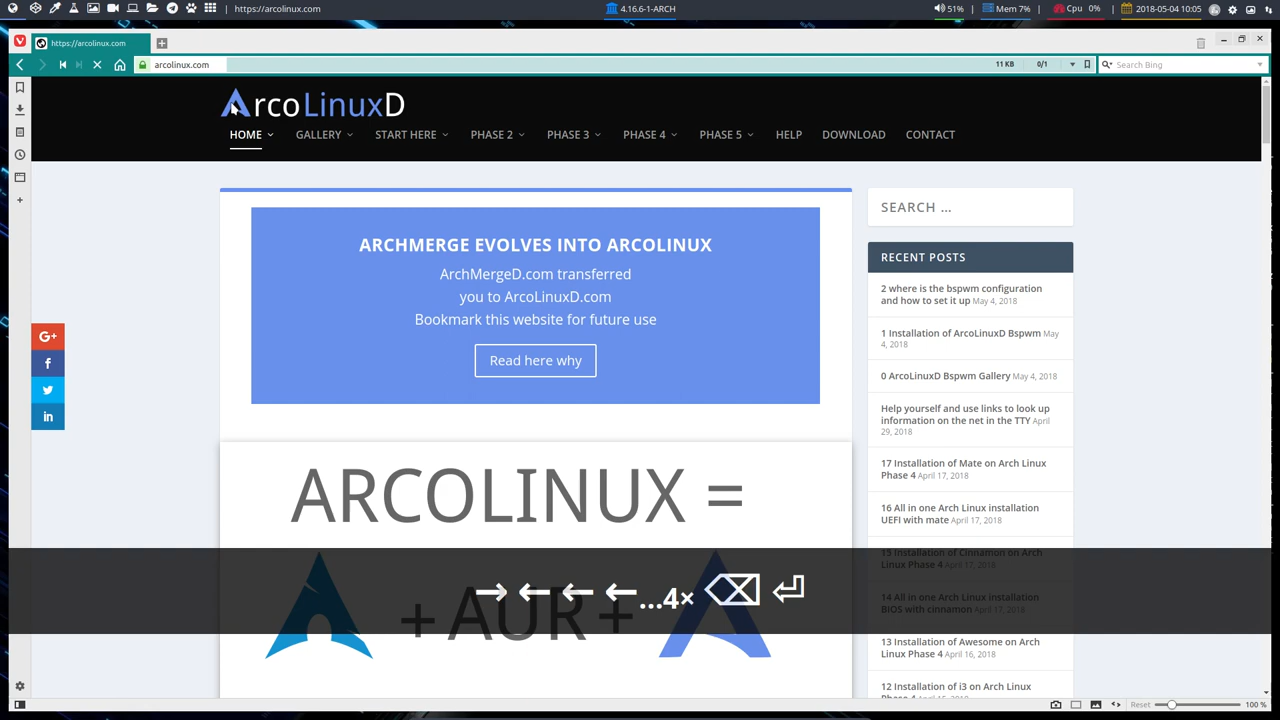 https://arcolinux.com
4.16.6-1-ARCH
51%
Mem 7%
Cpu 0%
2018-05-04 10:05
https://arcolinux.com
arcolinux.com
11 KB
0/1
Search Bing
ArcoLinuxD
HOME
GALLERY
START HERE
PHASE 2
PHASE 3
PHASE 4
PHASE 5
HELP
DOWNLOAD
CONTACT
ARCHMERGE EVOLVES INTO ARCOLINUX
ArchMergeD.com transferred
you to ArcoLinuxD.com
Bookmark this website for future use
Read here why
ARCOLINUX =
+ AUR +
→ ← ← ←...4× ⌫ ⏎
G+
f
in
SEARCH …
RECENT POSTS
2 where is the bspwm configuration
and how to set it up May 4, 2018
1 Installation of ArcoLinuxD Bspwm May
4, 2018
0 ArcoLinuxD Bspwm Gallery May 4, 2018
Help yourself and use links to look up
information on the net in the TTY April
29, 2018
17 Installation of Mate on Arch Linux
Phase 4 April 17, 2018
16 All in one Arch Linux installation
UEFI with mate April 17, 2018
15 Installation of Cinnamon on Arch
Linux Phase 4 April 17, 2018
14 All in one Arch Linux installation
BIOS with cinnamon April 17, 2018
13 Installation of Awesome on Arch
Linux Phase 4 April 16, 2018
12 Installation of i3 on Arch Linux
Reset
100 %